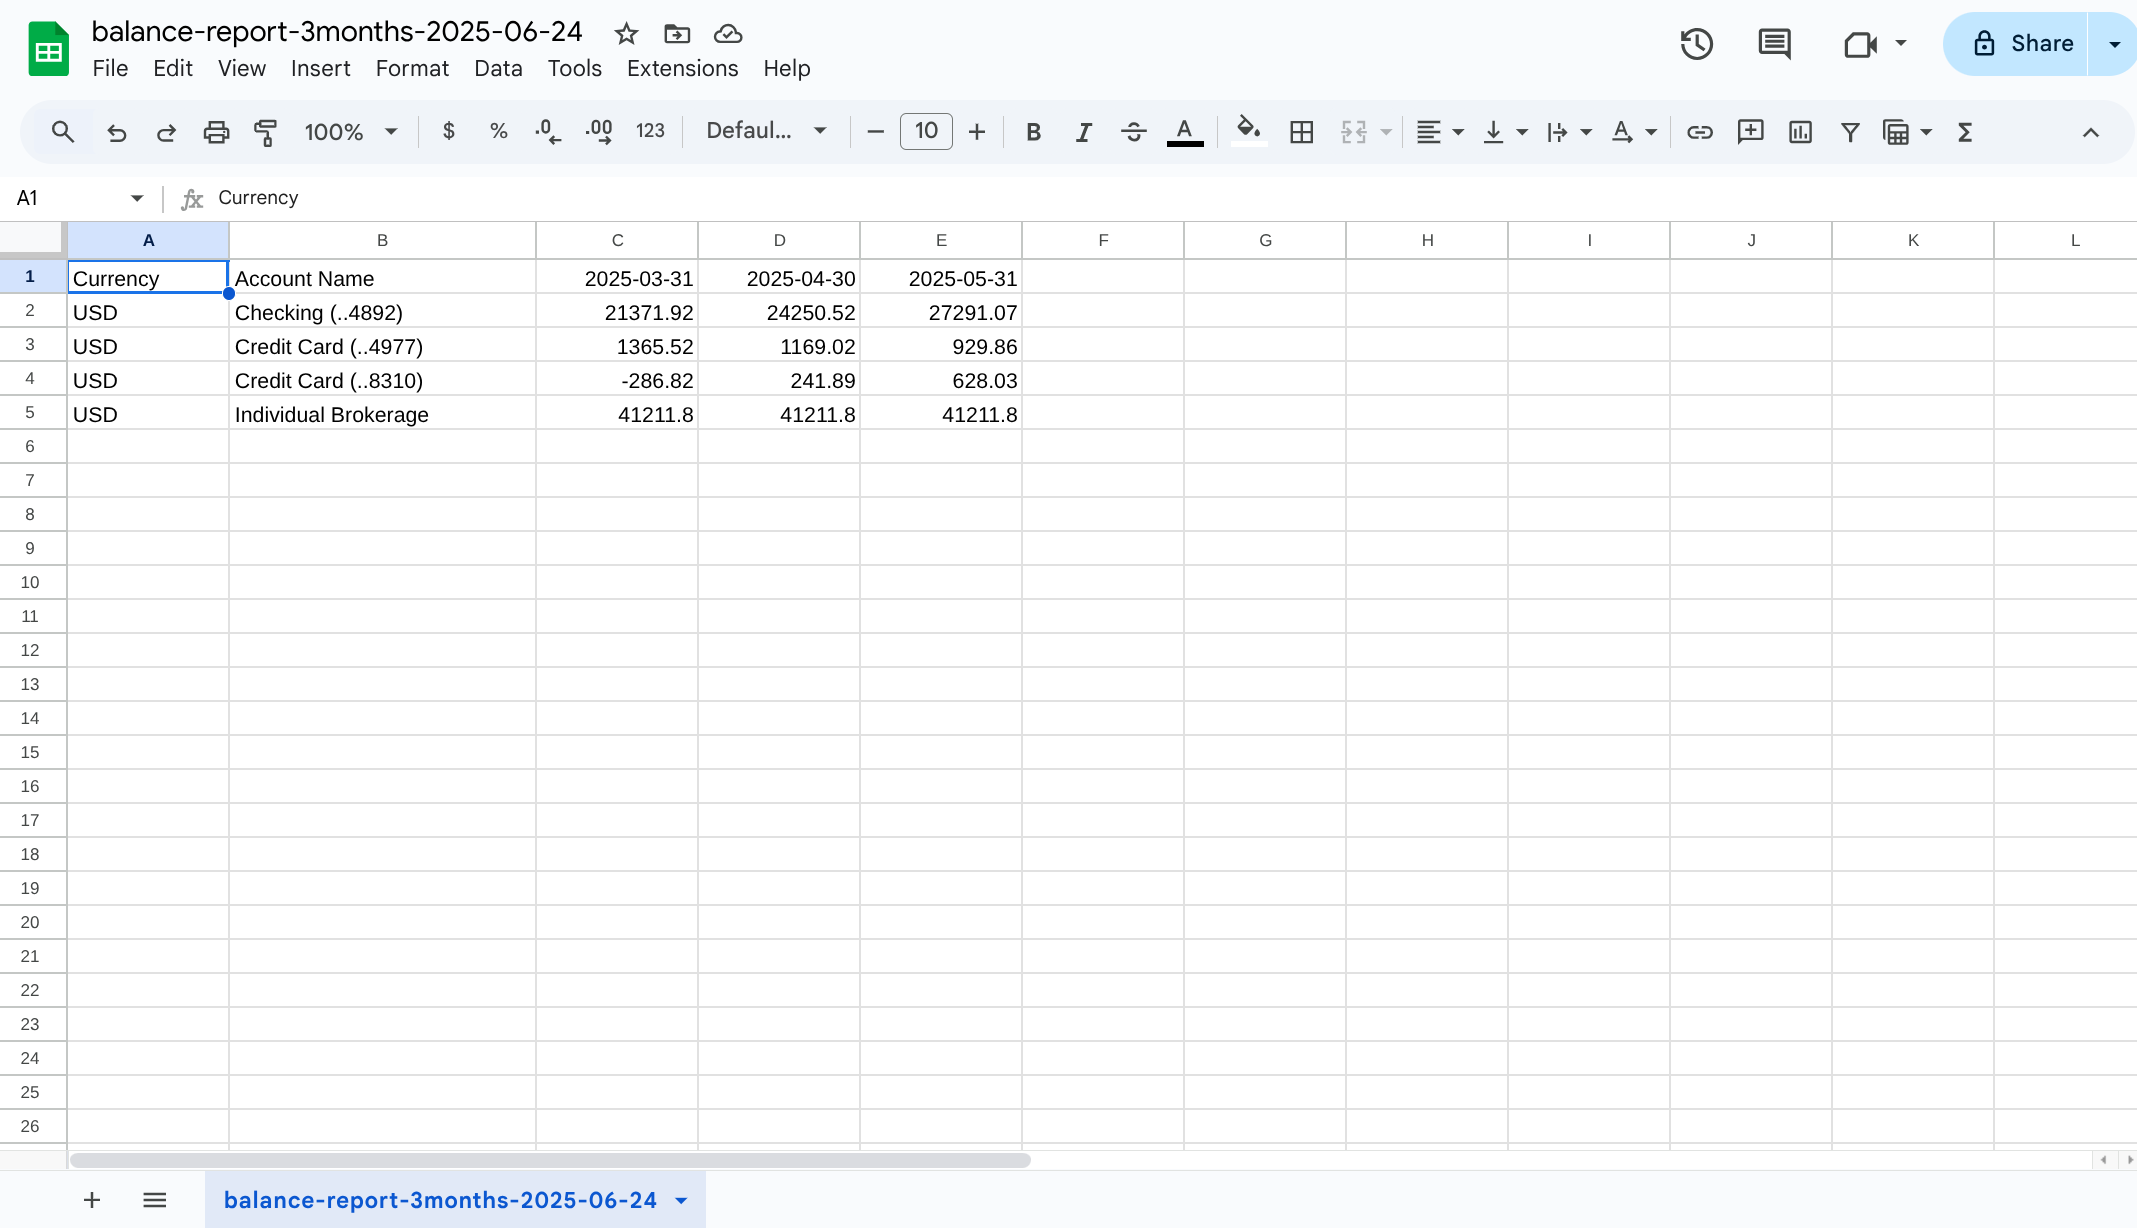 balance-report-3months-2025-06-24
File Edit View Insert Format Data Tools Extensions Help
Share
100% $ % .0 .00 123 Defaul... 10 B I A A
A1 fx Currency
A B C D E F G H I J K L
1 Currency Account Name 2025-03-31 2025-04-30 2025-05-31
2 USD Checking (..4892) 21371.92 24250.52 27291.07
3 USD Credit Card (..4977) 1365.52 1169.02 929.86
4 USD Credit Card (..8310) -286.82 241.89 628.03
5 USD Individual Brokerage 41211.8 41211.8 41211.8
6
7
8
9
10
11
12
13
14
15
16
17
18
19
20
21
22
23
24
25
26
balance-report-3months-2025-06-24